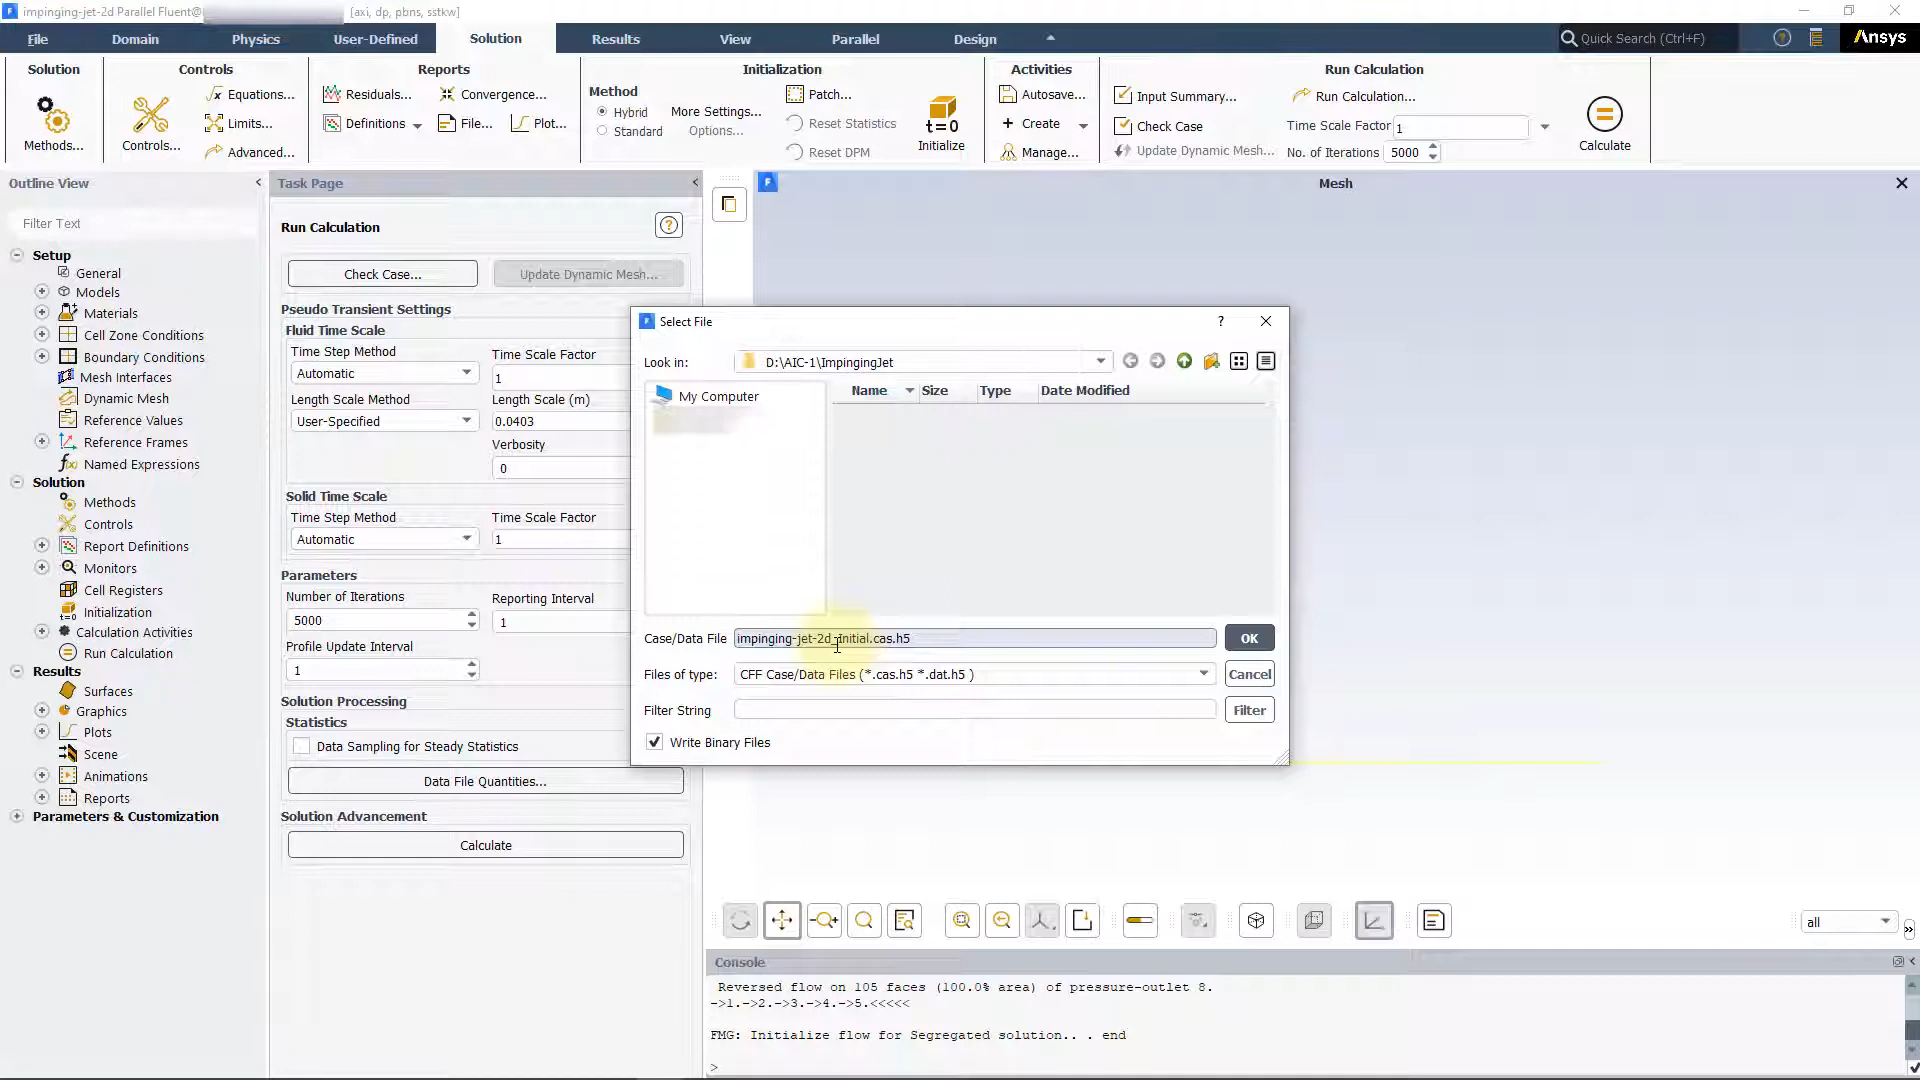 impinging-jet-2d Parallel Fluent@ [axi, dp, pbns, sstkw]
File Domain Physics User-Defined Solution Results View Parallel Design Quick Search (Ctrl+F) Ansys
Solution Controls Reports Initialization Activities Run Calculation
Methods...
Controls...
Equations...
Limits...
Advanced...
Residuals... Convergence...
Definitions File... Plot...
Method
Hybrid More Settings...
Standard Options...
Patch...
Reset Statistics
Reset DPM
t=0
Initialize
Autosave...
Create
Manage...
Input Summary...
Check Case
Update Dynamic Mesh...
Run Calculation...
Time Scale Factor 1
No. of Iterations 5000
Calculate
Outline View
Filter Text
Setup
General
Models
Materials
Cell Zone Conditions
Boundary Conditions
Mesh Interfaces
Dynamic Mesh
Reference Values
Reference Frames
Named Expressions
Solution
Methods
Controls
Report Definitions
Monitors
Cell Registers
Initialization
Calculation Activities
Run Calculation
Results
Surfaces
Graphics
Plots
Scene
Animations
Reports
Parameters & Customization
Task Page
Run Calculation
Check Case... Update Dynamic Mesh...
Pseudo Transient Settings
Fluid Time Scale
Time Step Method Time Scale Factor
Automatic 1
Length Scale Method Length Scale (m)
User-Specified 0.0403
Verbosity
0
Solid Time Scale
Time Step Method Time Scale Factor
Automatic 1
Parameters
Number of Iterations Reporting Interval
5000 1
Profile Update Interval
1
Solution Processing
Statistics
Data Sampling for Steady Statistics
Data File Quantities...
Solution Advancement
Calculate
Mesh
Select File ?
Look in: D:\AIC-1\ImpingingJet
My Computer
Name Size Type Date Modified
Case/Data File impinging-jet-2d_initial.cas.h5 OK
Files of type: CFF Case/Data Files (*.cas.h5 *.dat.h5 ) Cancel
Filter String Filter
Write Binary Files
all
Console
Reversed flow on 105 faces (100.0% area) of pressure-outlet 8.
->1.->2.->3.->4.->5.<<<<<
FMG: Initialize flow for Segregated solution.. . end
>